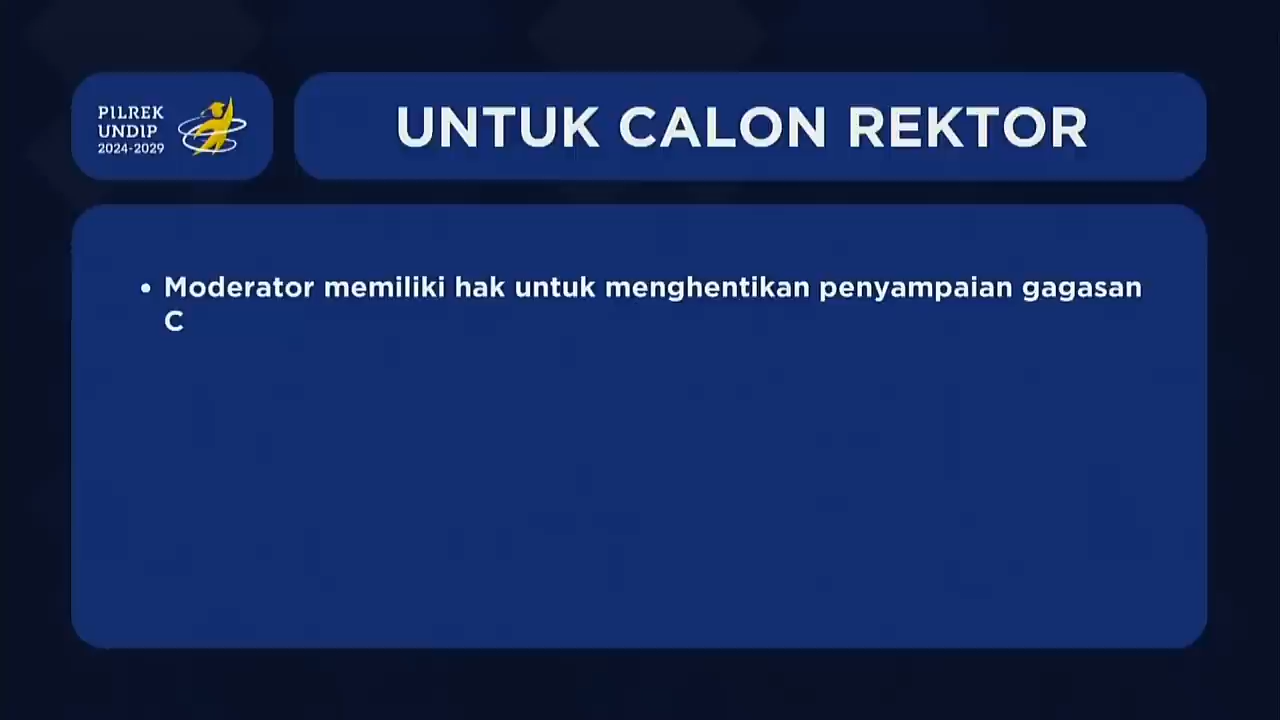 PILREK
UNDIP
2024-2029
UNTUK CALON REKTOR
• Moderator memiliki hak untuk menghentikan penyampaian gagasan
C